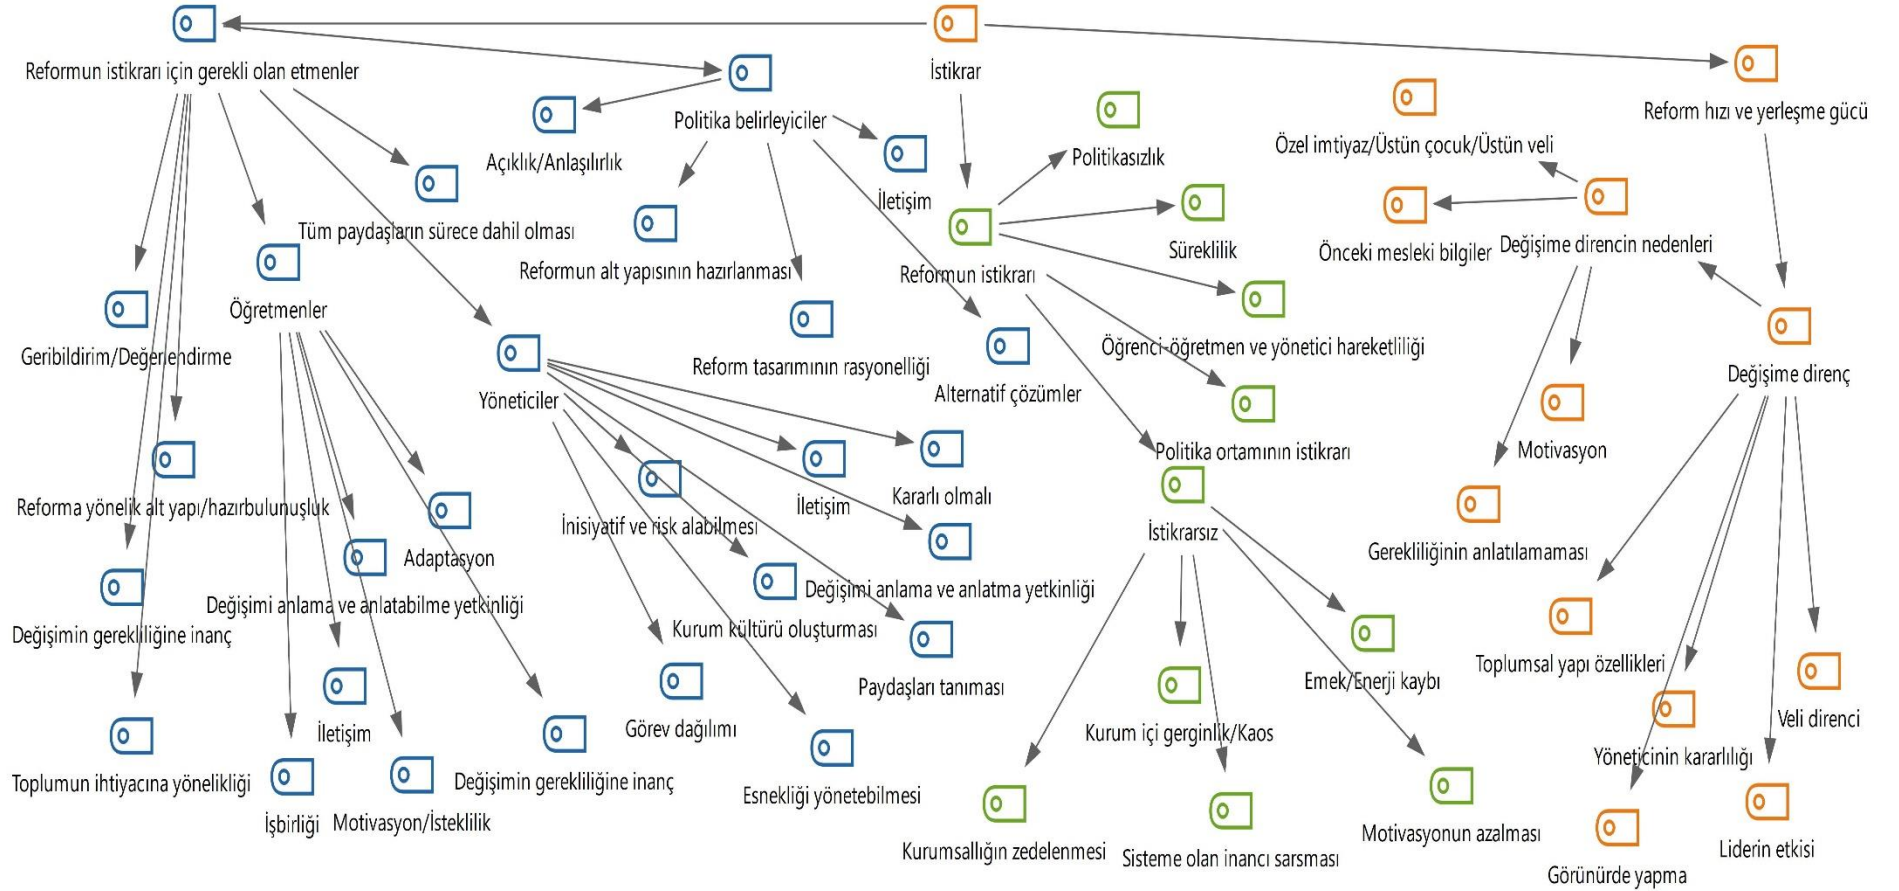 Reformun istikrarı için gerekli olan etmenler
İstikrar
Reform hızı ve yerleşme gücü
Politika belirleyiciler
Açıklık/Anlaşılırlık
İletişim
Politikasızlık
Özel imtiyaz/Üstün çocuk/Üstün veli
Tüm paydaşların sürece dahil olması
Reformun alt yapısının hazırlanması
Reformun istikrarı
Süreklilik
Önceki mesleki bilgiler
Değişime direncin nedenleri
Öğretmenler
Geribildirim/Değerlendirme
Yöneticiler
Reform tasarımının rasyonelliği
Alternatif çözümler
Öğrenci-öğretmen ve yönetici hareketliliği
Değişime direnç
Politika ortamının istikrarı
Motivasyon
Reforma yönelik alt yapı/hazırbulunuşluk
İnisiyatif ve risk alabilmesi
İletişim
Kararlı olmalı
İstikrarsız
Gerekliliğinin anlatılamaması
Adaptasyon
Değişimi anlama ve anlatabilme yetkinliği
Değişimi anlama ve anlatma yetkinliği
Değişimin gerekliliğine inanç
Kurum kültürü oluşturması
Paydaşları tanıması
Emek/Enerji kaybı
Toplumsal yapı özellikleri
İletişim
Görev dağılımı
Kurum içi gerginlik/Kaos
Veli direnci
Yöneticinin kararlılığı
Toplumun ihtiyacına yönelikliği
İşbirliği
Motivasyon/İsteklilik
Değişimin gerekliliğine inanç
Esnekliği yönetebilmesi
Kurumsallığın zedelenmesi
Sisteme olan inancı sarsması
Motivasyonun azalması
Görünürde yapma
Liderin etkisi